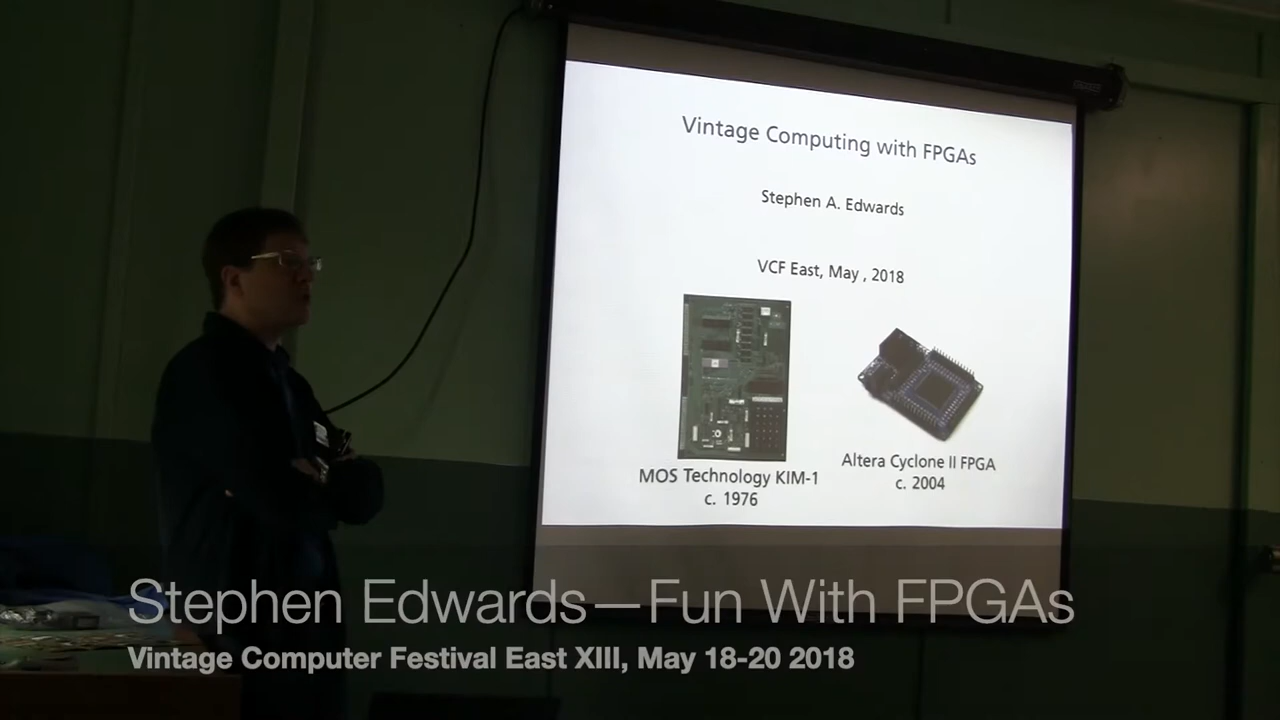 Vintage Computing with FPGAs
Stephen A. Edwards
VCF East, May , 2018
MOS Technology KIM-1
c. 1976
Altera Cyclone II FPGA
c. 2004
Stephen Edwards—Fun With FPGAs
Vintage Computer Festival East XIII, May 18-20 2018